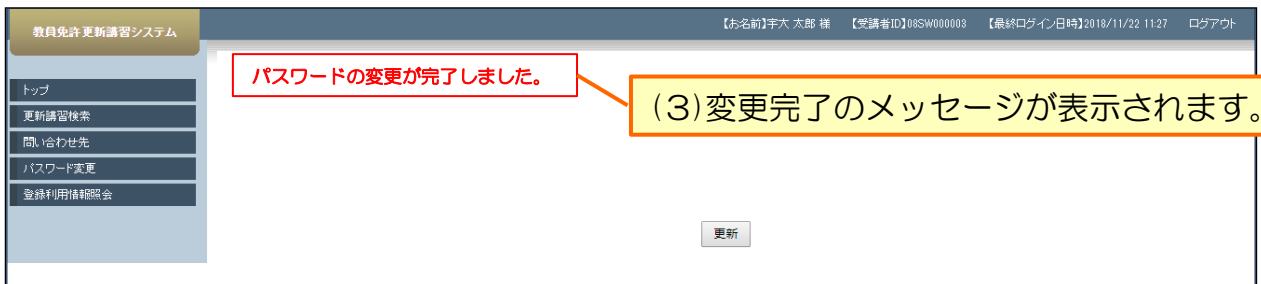 教員免許更新講習システム
【お名前】宇大 太郎 様 【受講者ID】08SW000003 【最終ログイン日時】2018/11/22 11:27 ログアウト
パスワードの変更が完了しました。
(3)変更完了のメッセージが表示されます。
トップ
更新講習検索
問い合わせ先
パスワード変更
登録利用情報照会
更新